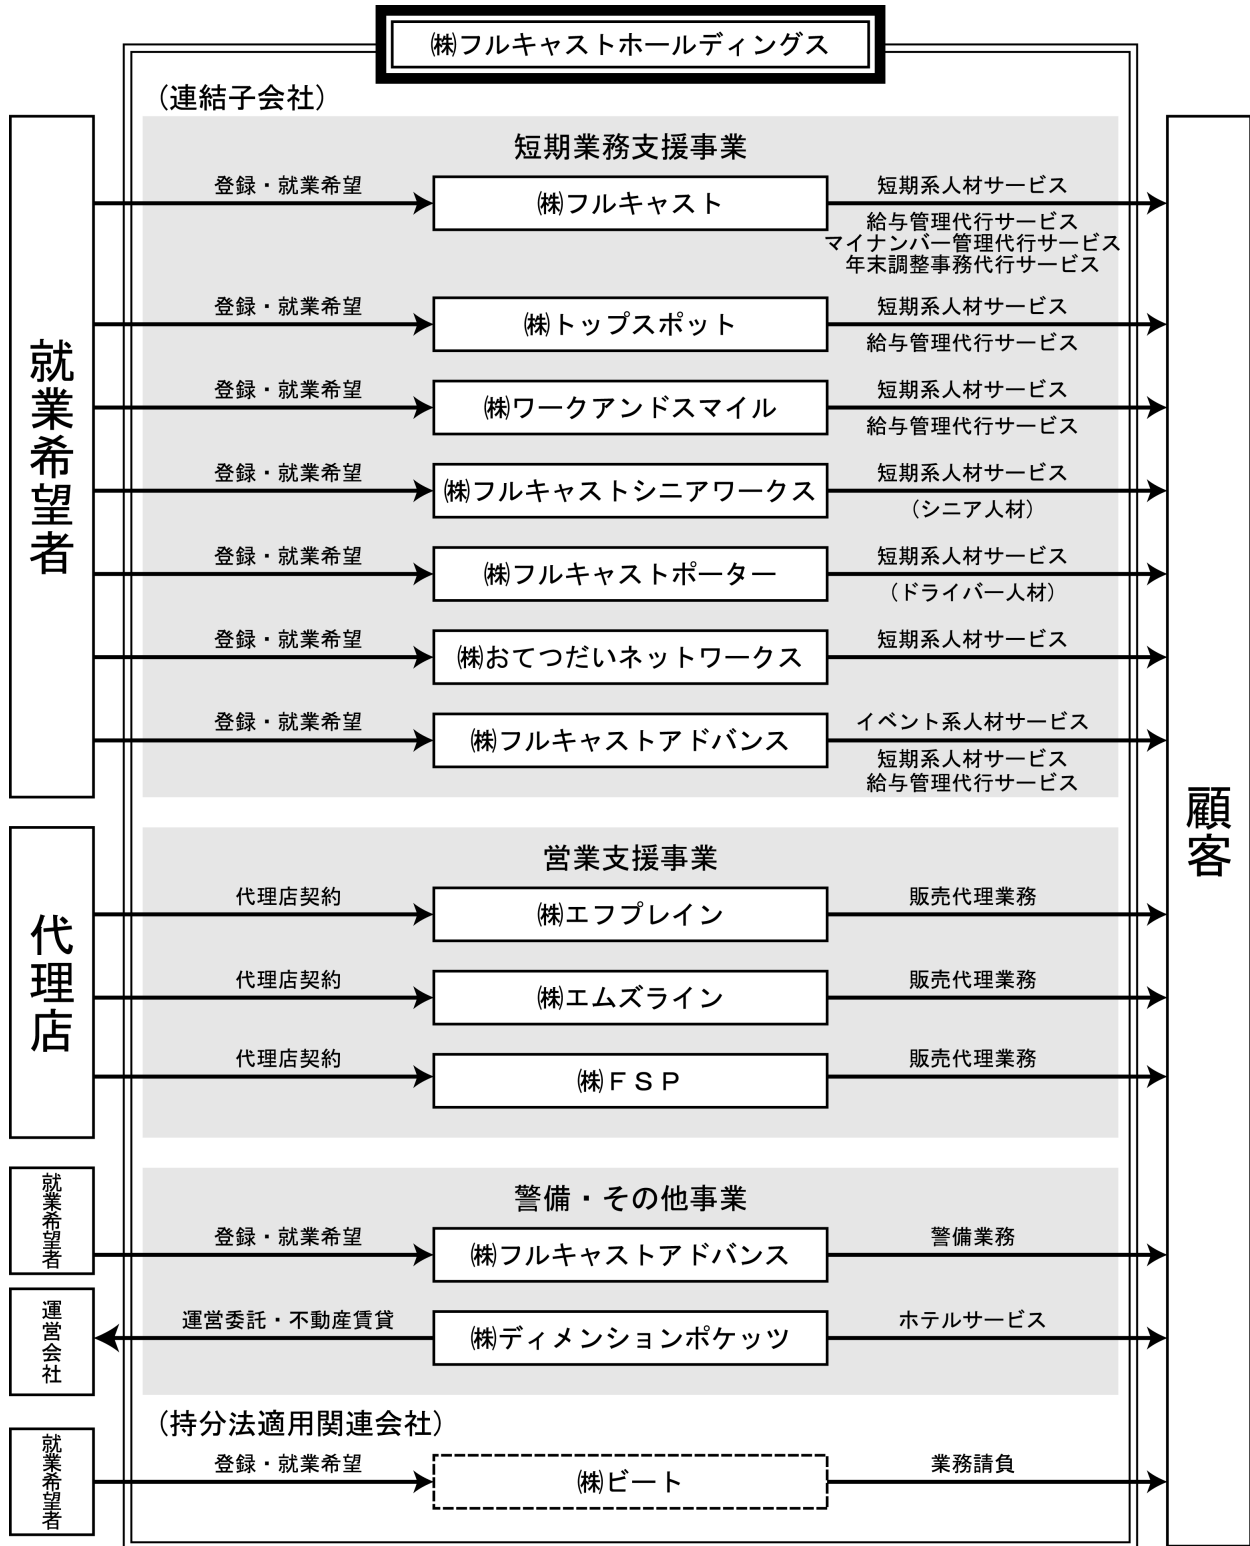 ㈱フルキャストホールディングス
（連結子会社）
短期業務支援事業
就業希望者
登録・就業希望
㈱フルキャスト
短期系人材サービス
給与管理代行サービス
マイナンバー管理代行サービス
年末調整事務代行サービス
登録・就業希望
㈱トップスポット
短期系人材サービス
給与管理代行サービス
登録・就業希望
㈱ワークアンドスマイル
短期系人材サービス
給与管理代行サービス
登録・就業希望
㈱フルキャストシニアワークス
短期系人材サービス
（シニア人材）
登録・就業希望
㈱フルキャストポーター
短期系人材サービス
（ドライバー人材）
登録・就業希望
㈱おてつだいネットワークス
短期系人材サービス
登録・就業希望
㈱フルキャストアドバンス
イベント系人材サービス
短期系人材サービス
給与管理代行サービス
顧客
営業支援事業
代理店
代理店契約
㈱エフプレイン
販売代理業務
代理店契約
㈱エムズライン
販売代理業務
代理店契約
㈱ＦＳＰ
販売代理業務
警備・その他事業
就業希望者
登録・就業希望
㈱フルキャストアドバンス
警備業務
運営会社
運営委託・不動産賃貸
㈱ディメンションポケッツ
ホテルサービス
（持分法適用関連会社）
就業希望者
登録・就業希望
㈱ビート
業務請負